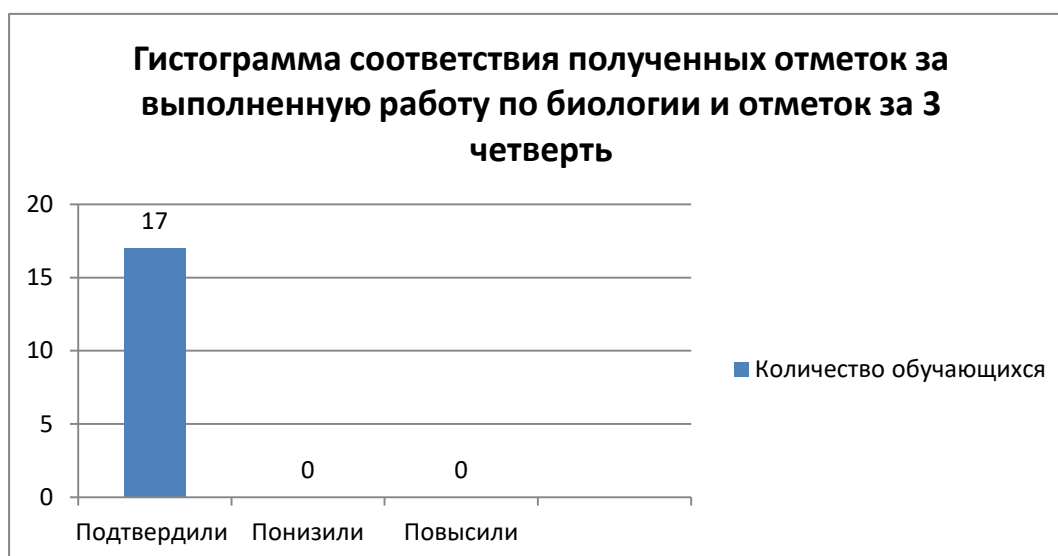 Гистограмма соответствия полученных отметок за
выполненную работу по биологии и отметок за 3
четверть
20
15
10
5
0
17
0
0
Подтвердили
Понизили
Повысили
Количество обучающихся